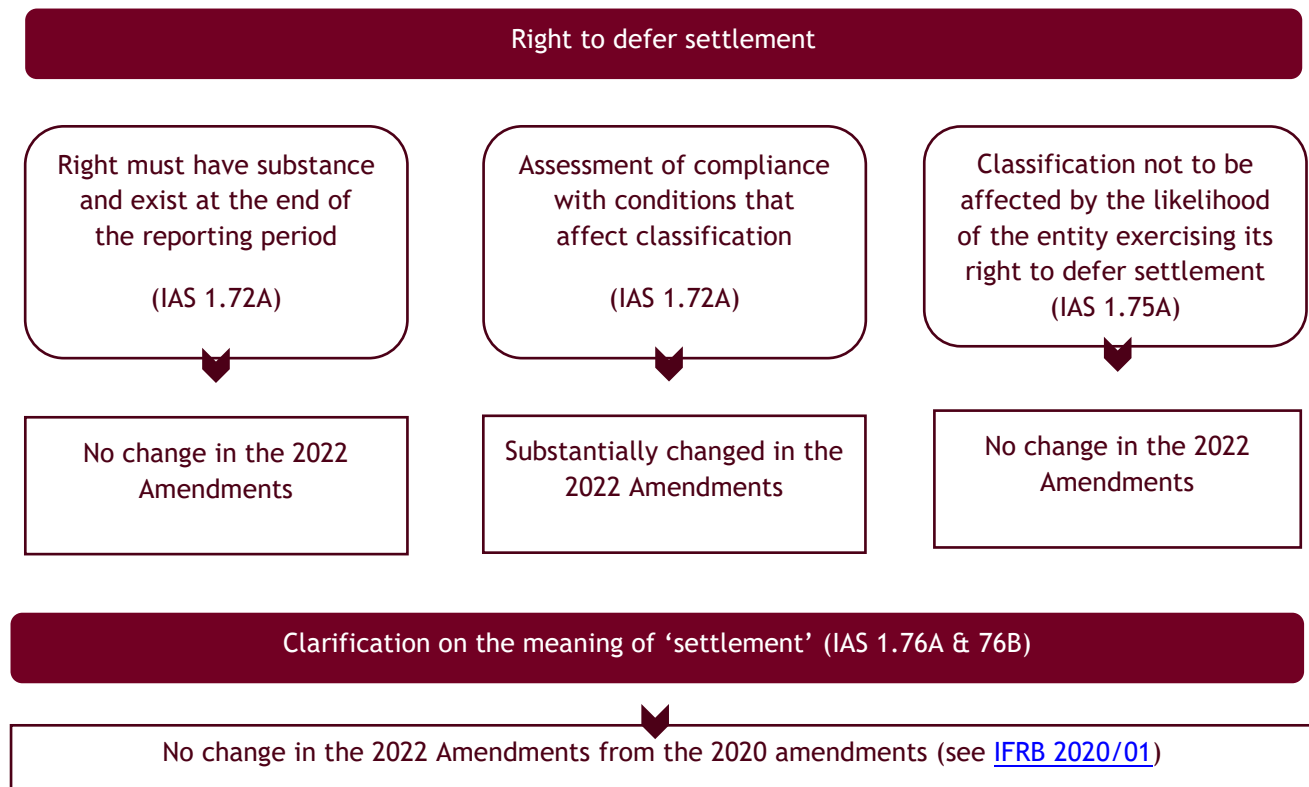 Right to defer settlement
Right must have substance
and exist at the end of
the reporting period
(IAS 1.72A)
Assessment of compliance
with conditions that
affect classification
(IAS 1.72A)
Classification not to be
affected by the likelihood
of the entity exercising its
right to defer settlement
(IAS 1.75A)
No change in the 2022
Amendments
Substantially changed in the
2022 Amendments
No change in the 2022
Amendments
Clarification on the meaning of ‘settlement’ (IAS 1.76A & 76B)
No change in the 2022 Amendments from the 2020 amendments (see IFRB 2020/01)